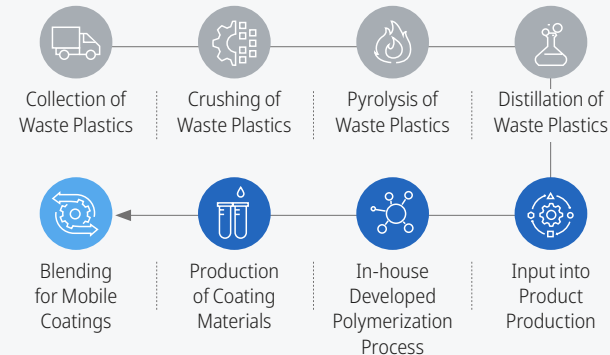 Collection of
Waste Plastics
Crushing of
Waste Plastics
Pyrolysis of
Waste Plastics
Distillation of
Waste Plastics
Blending
for Mobile
Coatings
Production
of Coating
Materials
In-house
Developed
Polymerization
Process
Input into
Product
Production